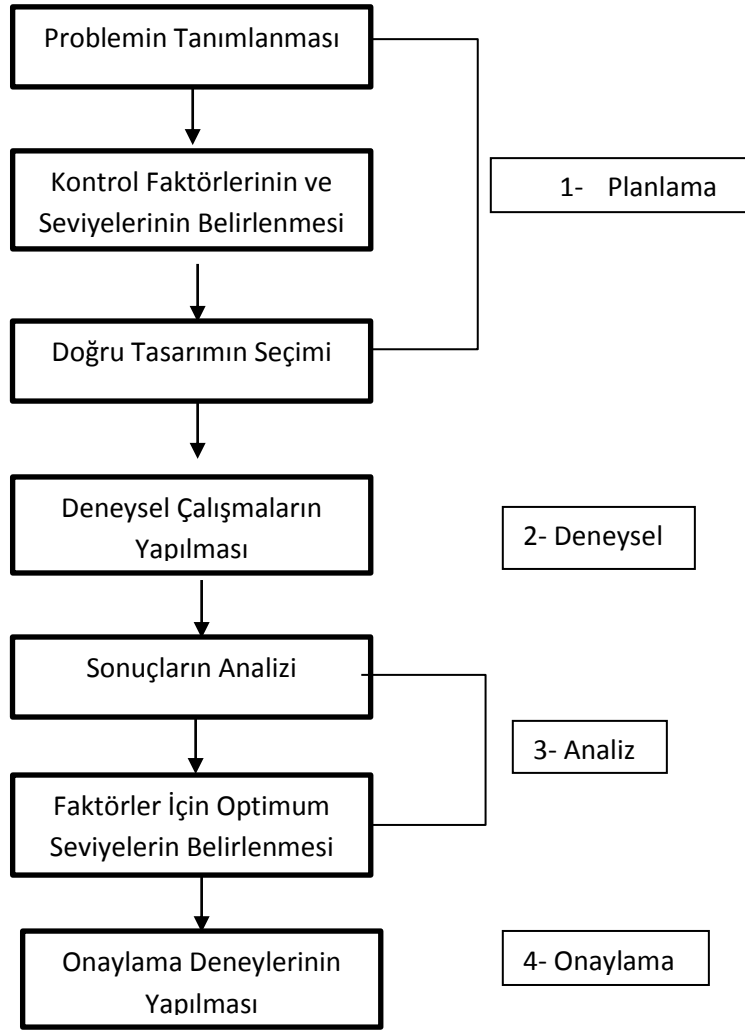 Problemin Tanımlanması
Kontrol Faktörlerinin ve
Seviyelerinin Belirlenmesi
1- Planlama
Doğru Tasarımın Seçimi
Deneysel Çalışmaların
Yapılması
2- Deneysel
Sonuçların Analizi
3- Analiz
Faktörler İçin Optimum
Seviyelerin Belirlenmesi
Onaylama Deneylerinin
Yapılması
4- Onaylama